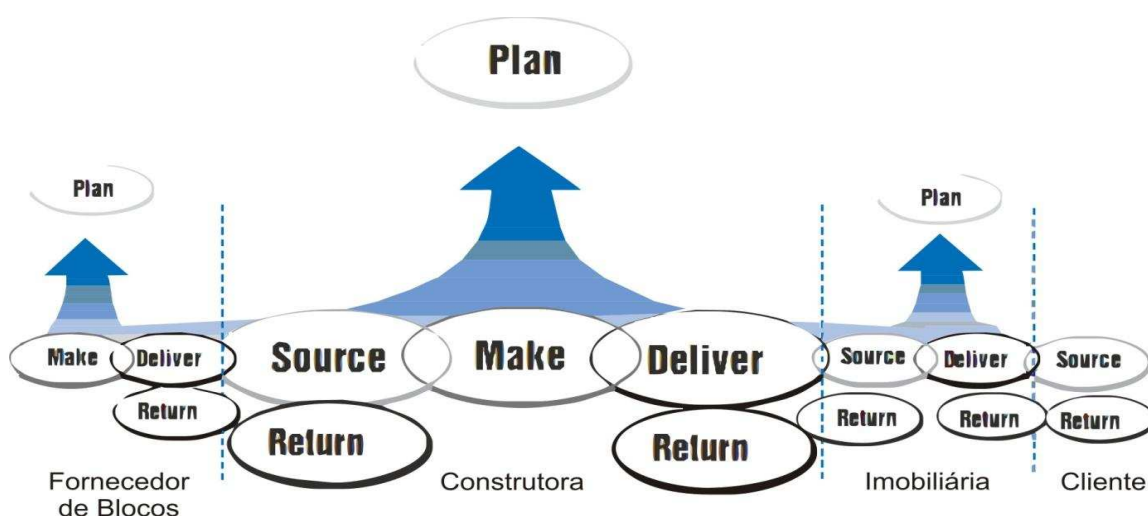 Plan
Plan
Plan
Make
Deliver
Source
Make
Deliver
Source
Deliver
Source
Return
Return
Return
Return
Return
Return
Fornecedor
de Blocos
Construtora
Imobiliária
Cliente